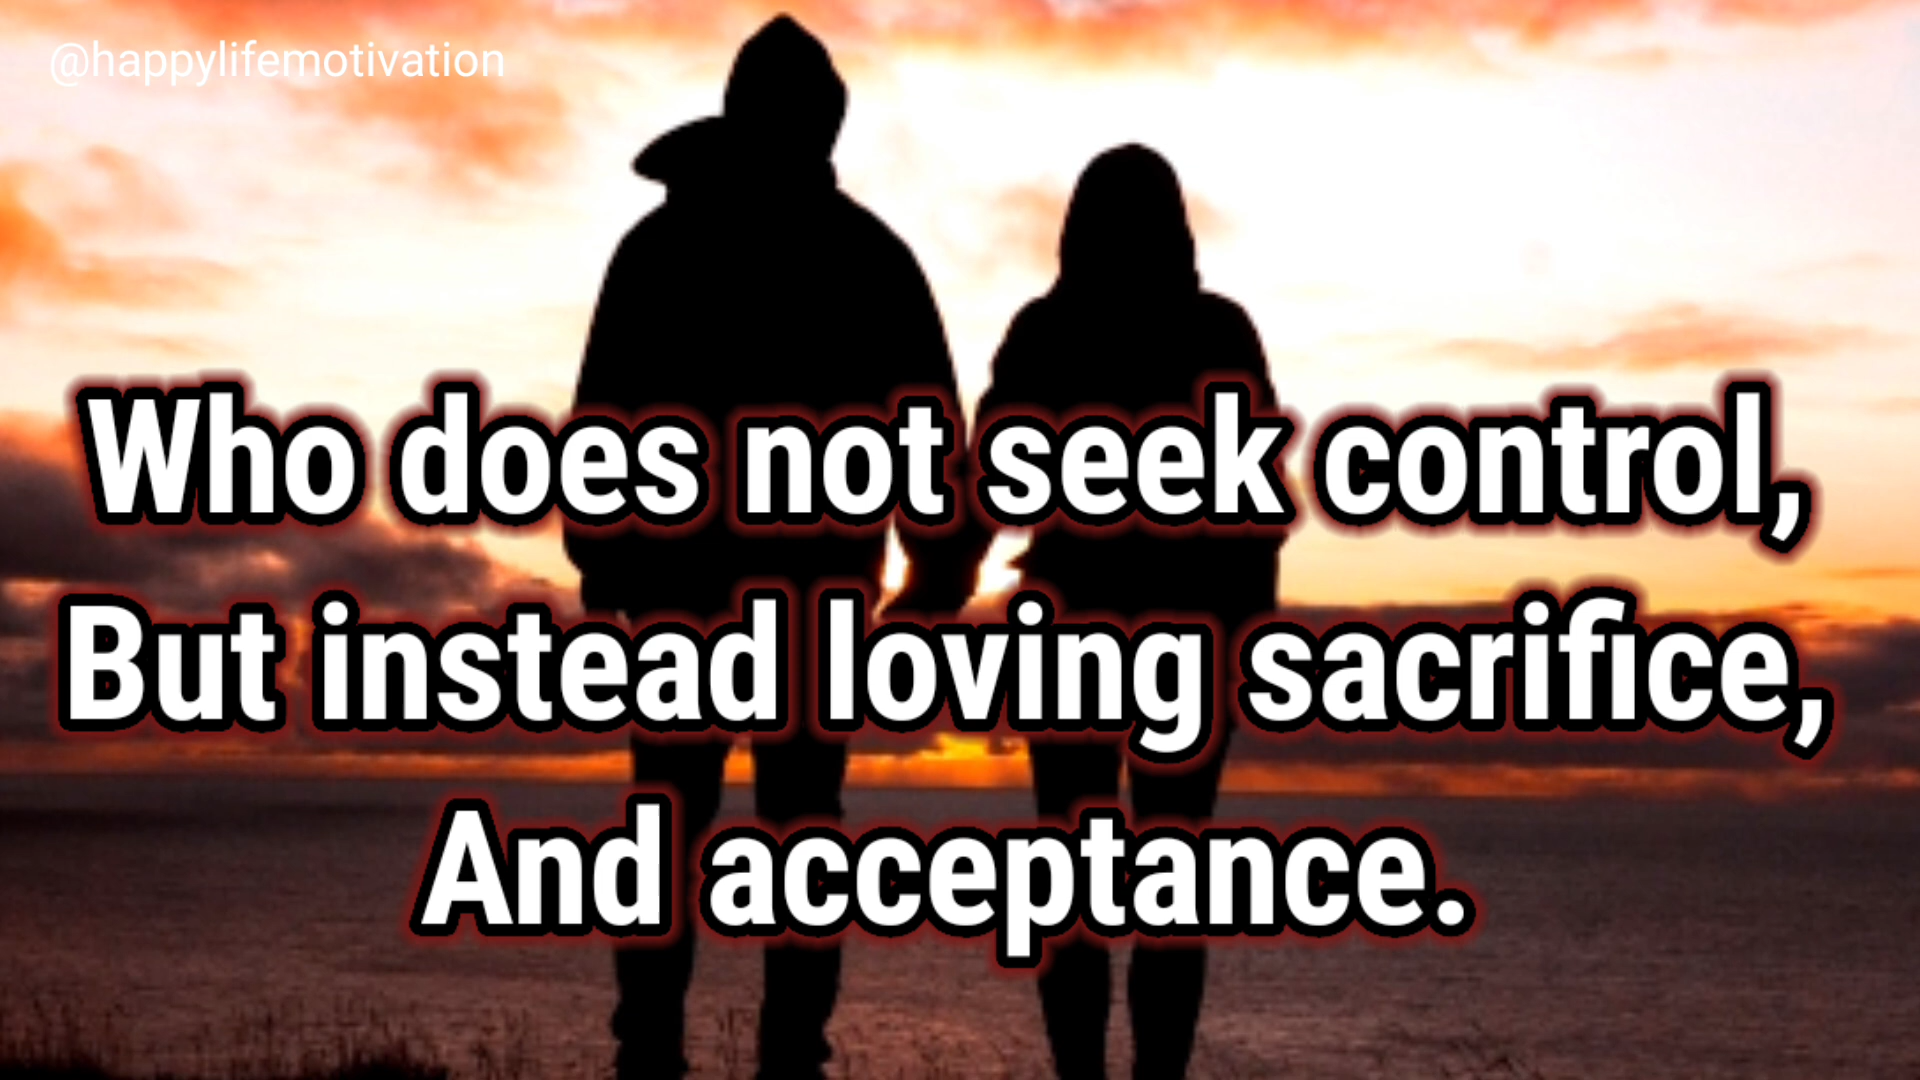 @happylifemotivation
Who does not seek control,
But instead loving sacrifice,
And acceptance.